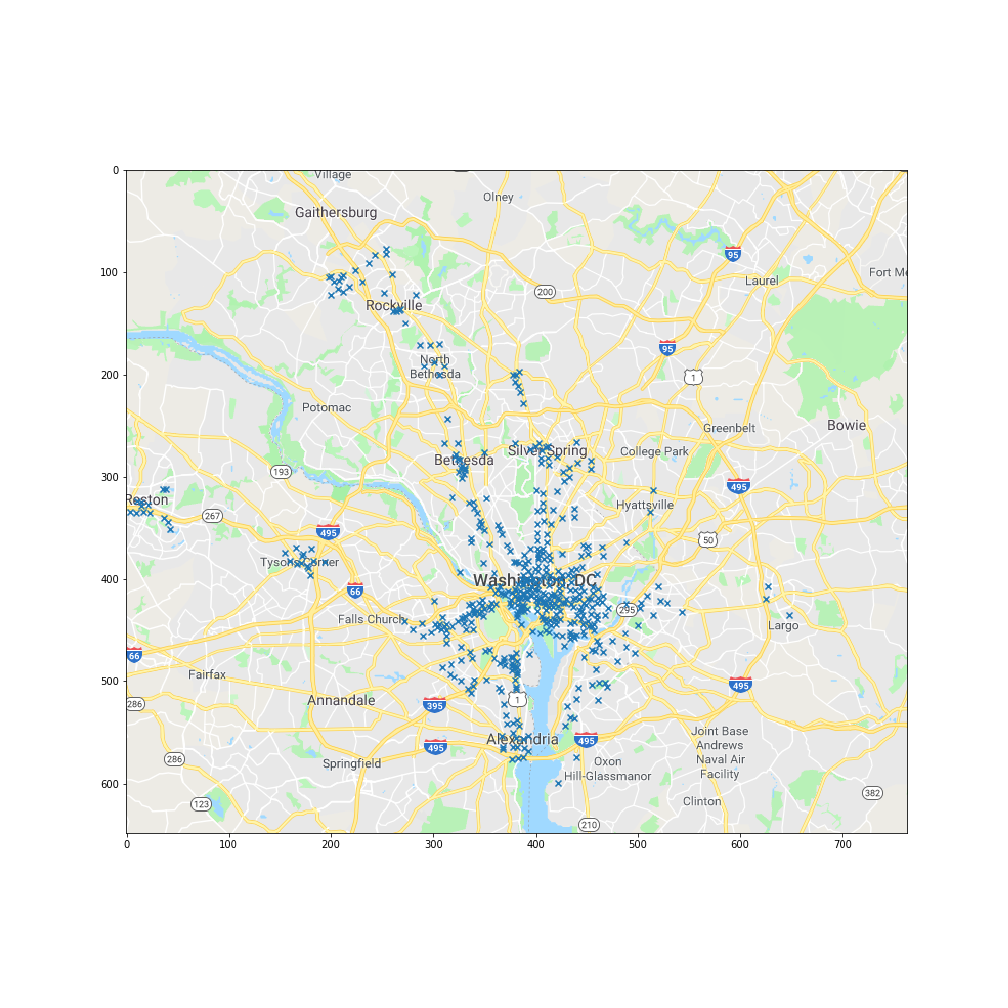 Village
Olney
Gaithersburg
95
Fort Me
Laurel
200
Rockville
95
North
Bethesda
1
Potomac
Greenbelt
Bowie
Silver Spring
College Park
Bethesda
193
495
Reston
Hyattsville
267
495
50
Tysons Corner
Washington, DC
66
295
Falls Church
Largo
66
Fairfax
495
Annandale
1
286
395
Joint Base
Andrews
Naval Air
Facility
Alexandria
495
495
286
Springfield
Oxon
Hill-Glassmanor
382
Clinton
123
210
0
100
200
300
400
500
600
0 100 200 300 400 500 600 700